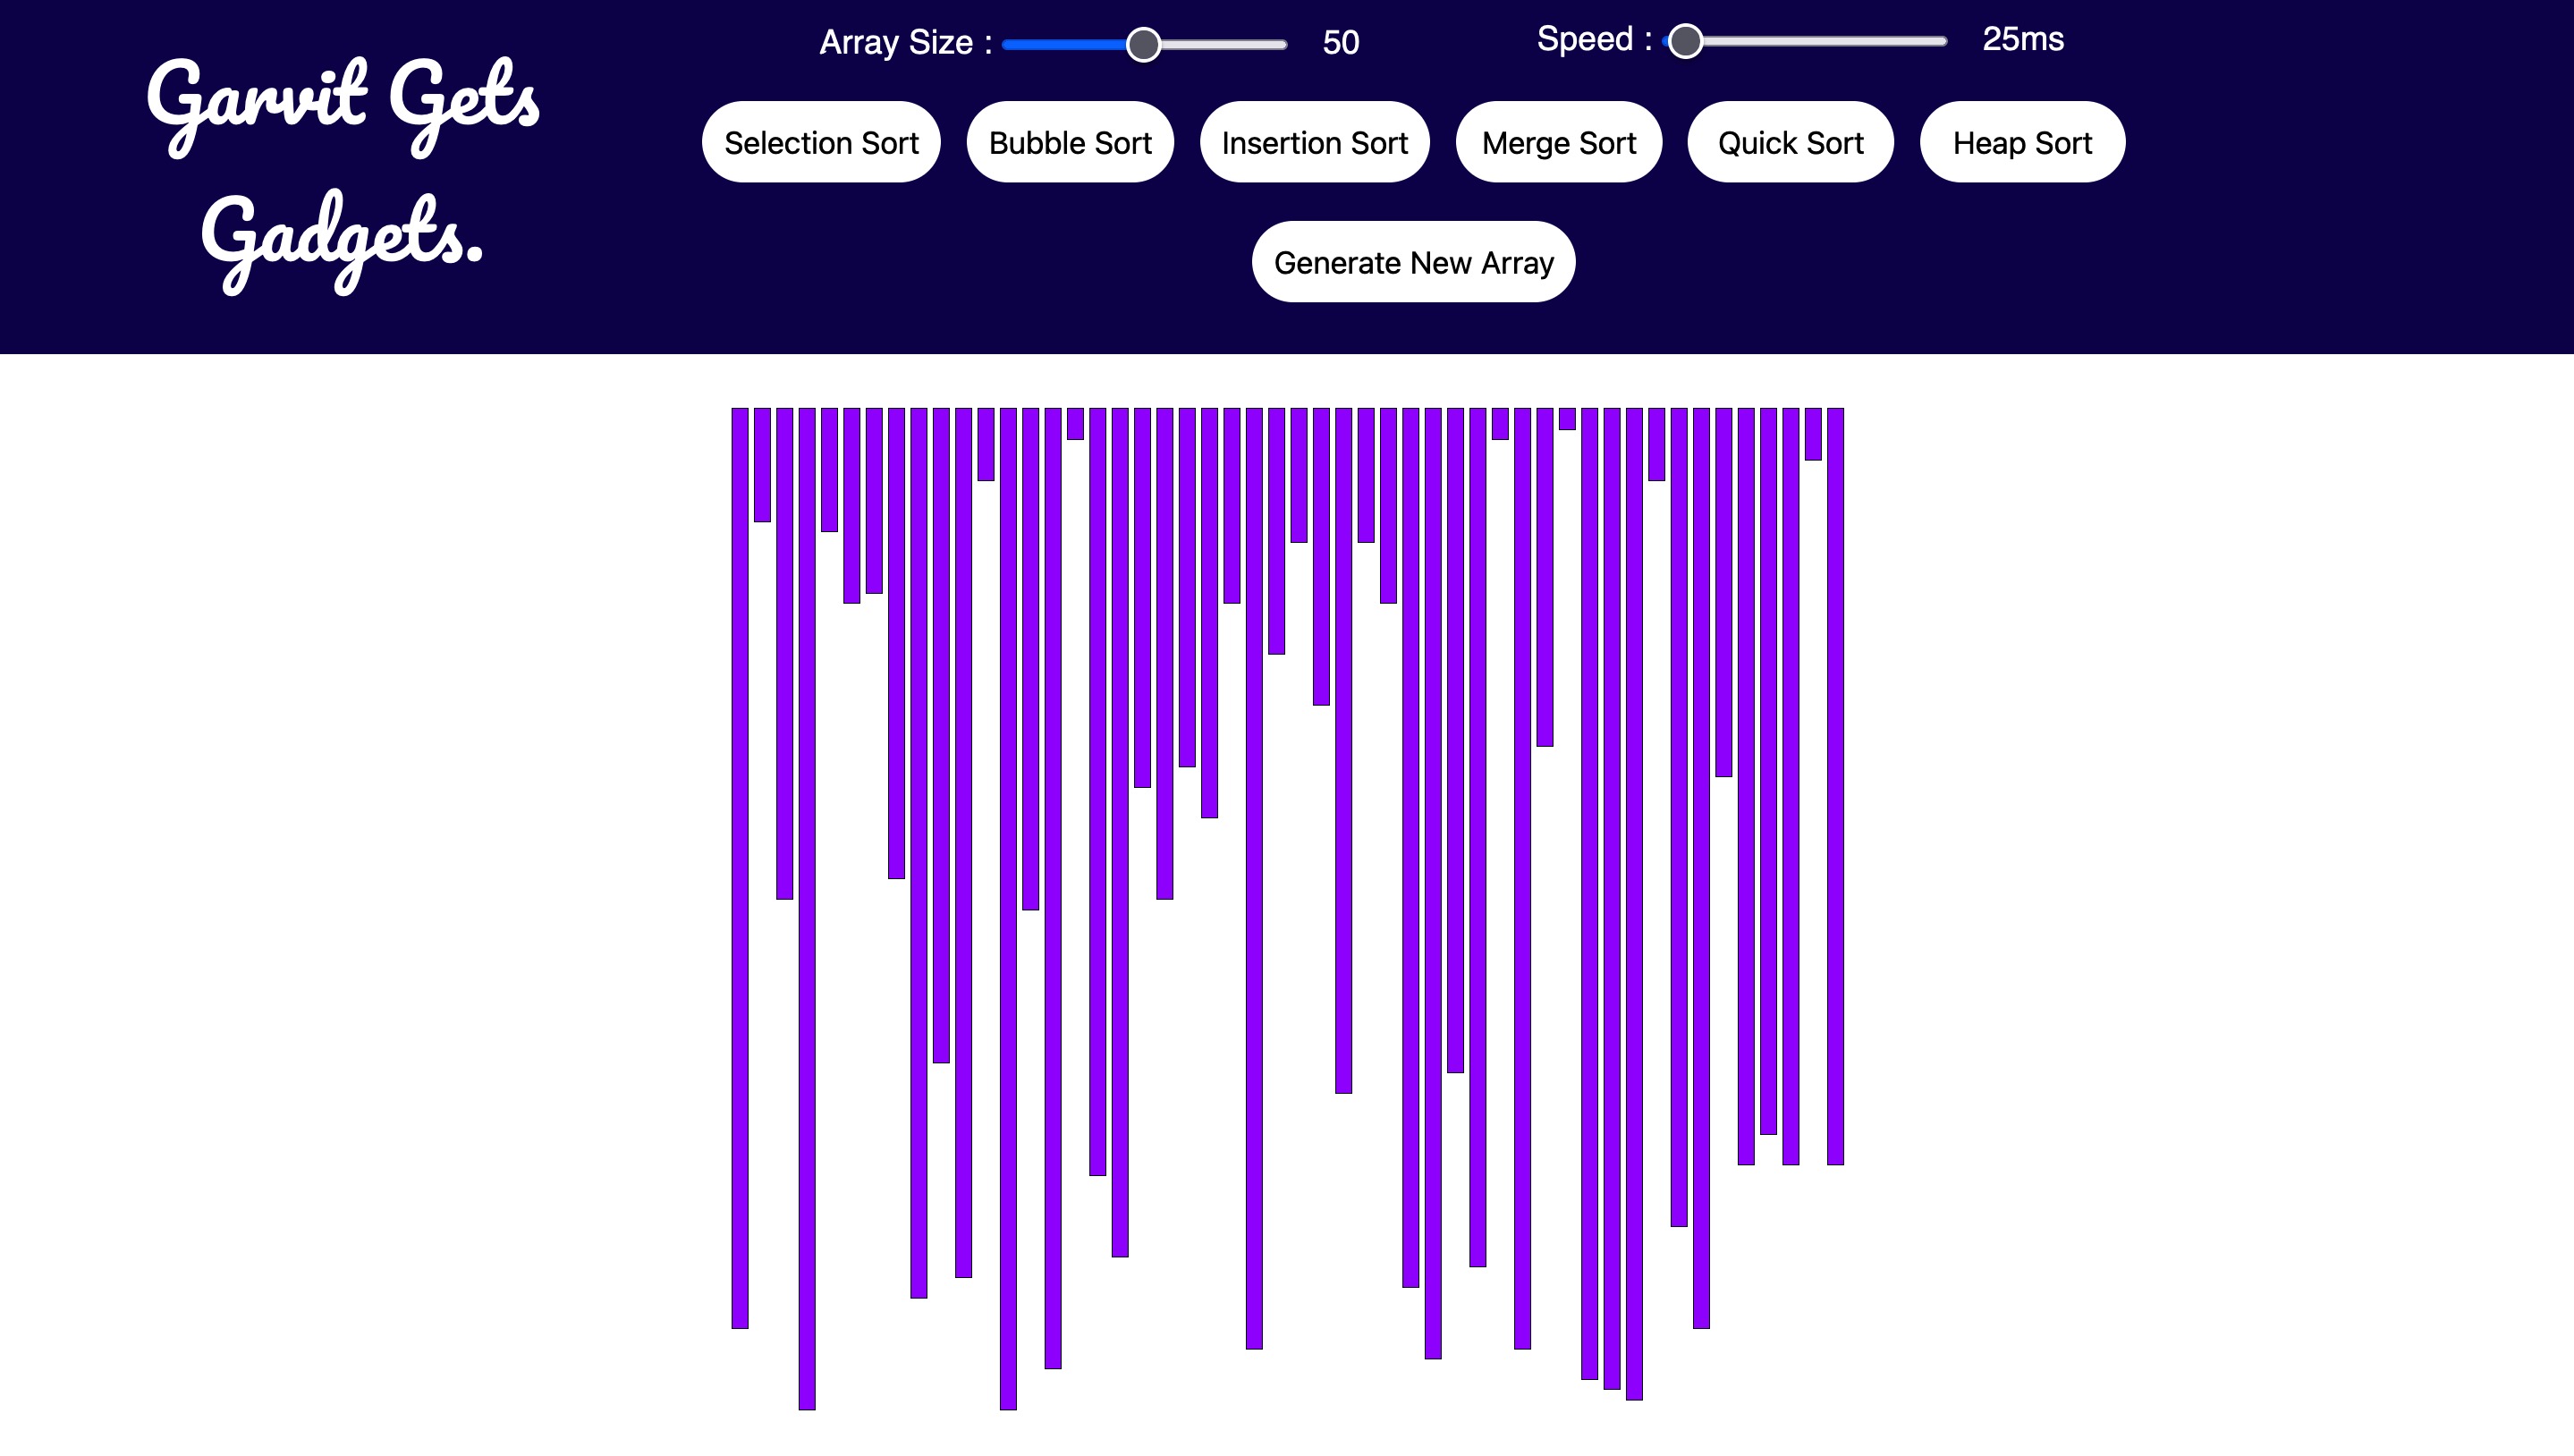 Garvit Gets
Gadgets.
Array Size : 50
Speed : 25ms
Selection Sort
Bubble Sort
Insertion Sort
Merge Sort
Quick Sort
Heap Sort
Generate New Array